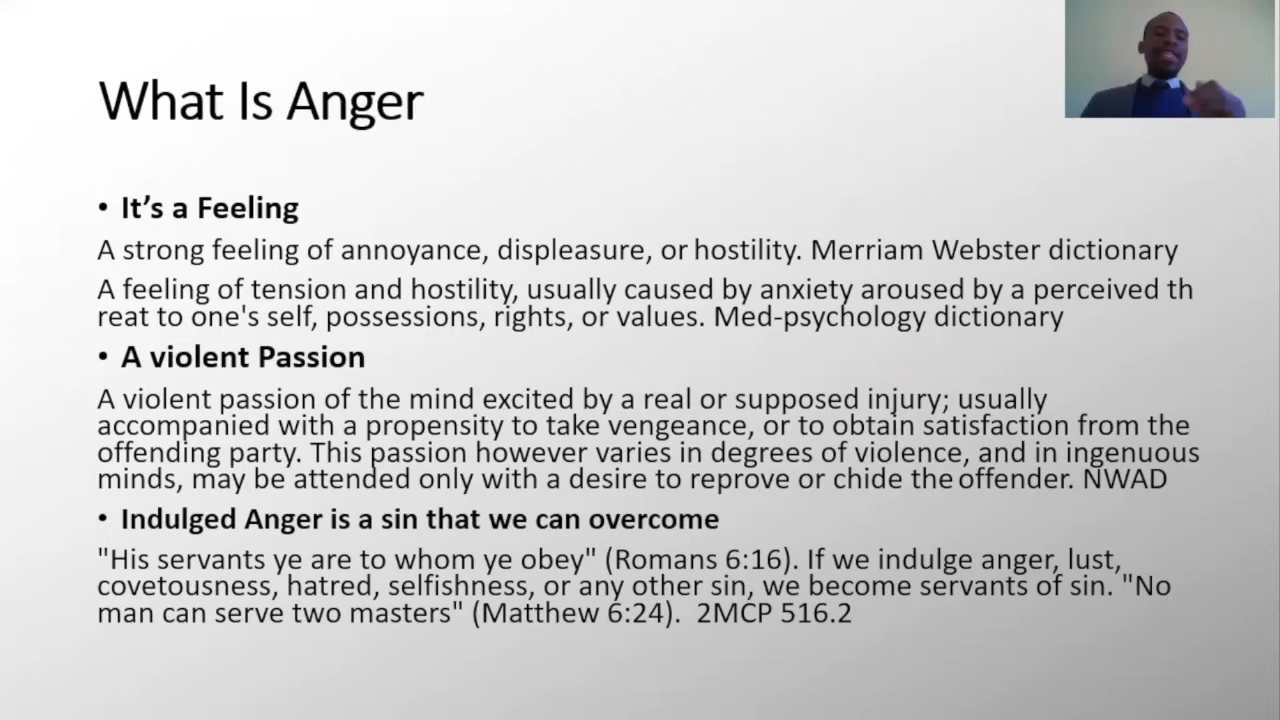 What Is Anger
• It’s a Feeling
A strong feeling of annoyance, displeasure, or hostility. Merriam Webster dictionary
A feeling of tension and hostility, usually caused by anxiety aroused by a perceived th
reat to one's self, possessions, rights, or values. Med-psychology dictionary
• A violent Passion
A violent passion of the mind excited by a real or supposed injury; usually
accompanied with a propensity to take vengeance, or to obtain satisfaction from the
offending party. This passion however varies in degrees of violence, and in ingenuous
minds, may be attended only with a desire to reprove or chide the offender. NWAD
• Indulged Anger is a sin that we can overcome
"His servants ye are to whom ye obey" (Romans 6:16). If we indulge anger, lust,
covetousness, hatred, selfishness, or any other sin, we become servants of sin. "No
man can serve two masters" (Matthew 6:24). 2MCP 516.2